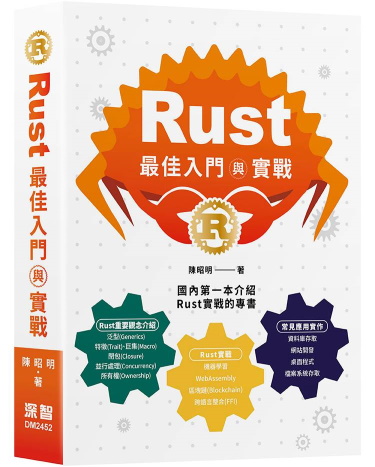 Rust 最佳入門與實戰
陳昭明・著
深智
DM2452
Rust
最佳入門與實戰
R
陳昭明 著
國內第一本介紹
Rust實戰的專書
Rust重要觀念介紹
泛型(Generics)
特徵(Trait)、巨集(Macro)
閉包(Closure)
並行處理(Concurrency)
所有權(Ownership)
Rust實戰
機器學習
WebAssembly
區塊鏈(Blockchain)
跨語言整合(FFI)
常見應用實作
資料庫存取
網站開發
桌面程式
檔案系統存取